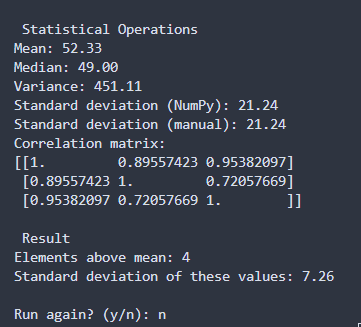 Statistical Operations
Mean: 52.33
Median: 49.00
Variance: 451.11
Standard deviation (NumPy): 21.24
Standard deviation (manual): 21.24
Correlation matrix:
[[1.         0.89557423 0.95382097]
 [0.89557423 1.         0.72057669]
 [0.95382097 0.72057669 1.        ]]
Result
Elements above mean: 4
Standard deviation of these values: 7.26
Run again? (y/n): n